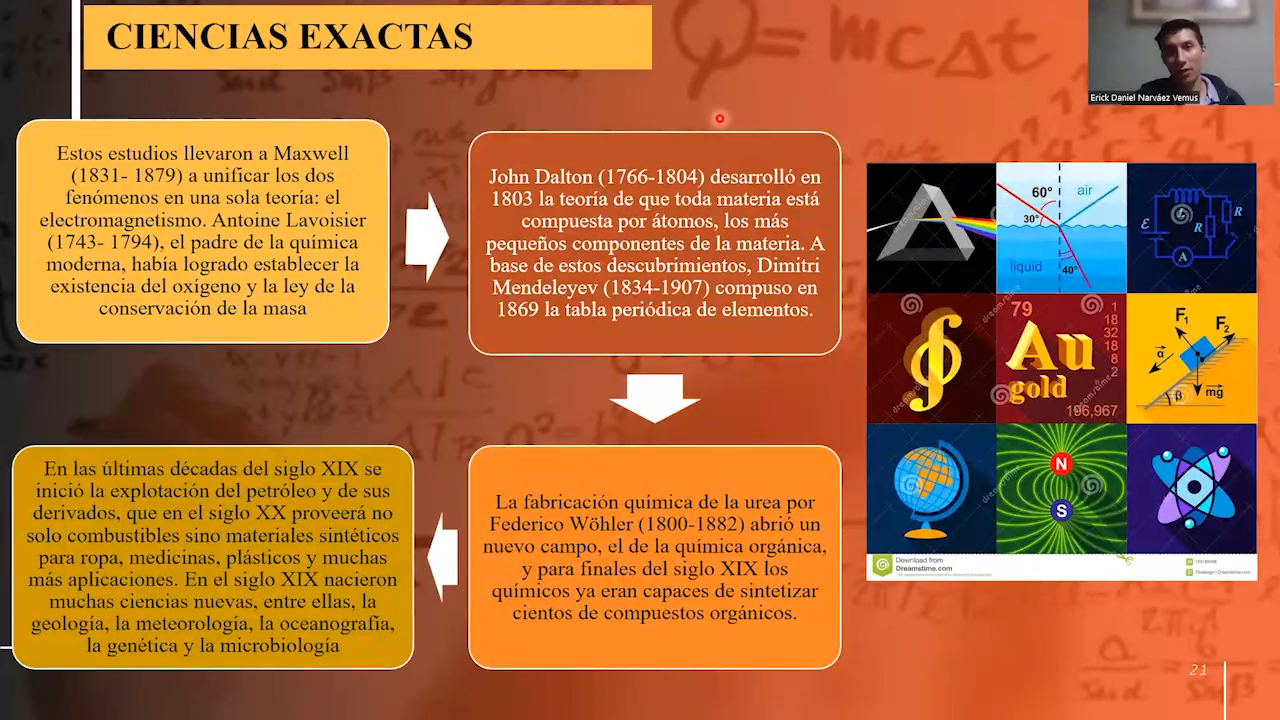 CIENCIAS EXACTAS
Q= mc∆t
Erick Daniel Narváez Vemus
Estos estudios llevaron a Maxwell
(1831- 1879) a unificar los dos
fenómenos en una sola teoría: el
electromagnetismo. Antoine Lavoisier
(1743- 1794), el padre de la química
moderna, había logrado establecer la
existencia del oxígeno y la ley de la
conservación de la masa
John Dalton (1766-1804) desarrolló en
1803 la teoría de que toda materia está
compuesta por átomos, los más
pequeños componentes de la materia. A
base de estos descubrimientos, Dimitri
Mendeleyev (1834-1907) compuso en
1869 la tabla periódica de elementos.
La fabricación química de la urea por
Federico Wöhler (1800-1882) abrió un
nuevo campo, el de la química orgánica,
y para finales del siglo XIX los
químicos ya eran capaces de sintetizar
cientos de compuestos orgánicos.
En las últimas décadas del siglo XIX se
inició la explotación del petróleo y de sus
derivados, que en el siglo XX proveerá no
solo combustibles sino materiales sintéticos
para ropa, medicinas, plásticos y muchas
más aplicaciones. En el siglo XIX nacieron
muchas ciencias nuevas, entre ellas, la
geología, la meteorología, la oceanografía,
la genética y la microbiología
60° air
30°
liquid 40°
ℰ L R R
A
79
Au
gold
196,967
1
18
32
18
8
2
F1 F2
α
mg
β
N
S
Download from
Dreamstime.com
21